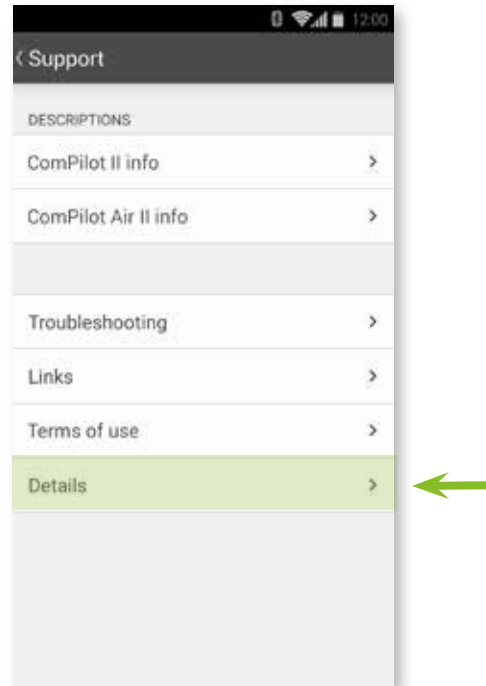 12:00
Support
DESCRIPTIONS
ComPilot II info
ComPilot Air II info
Troubleshooting
Links
Terms of use
Details